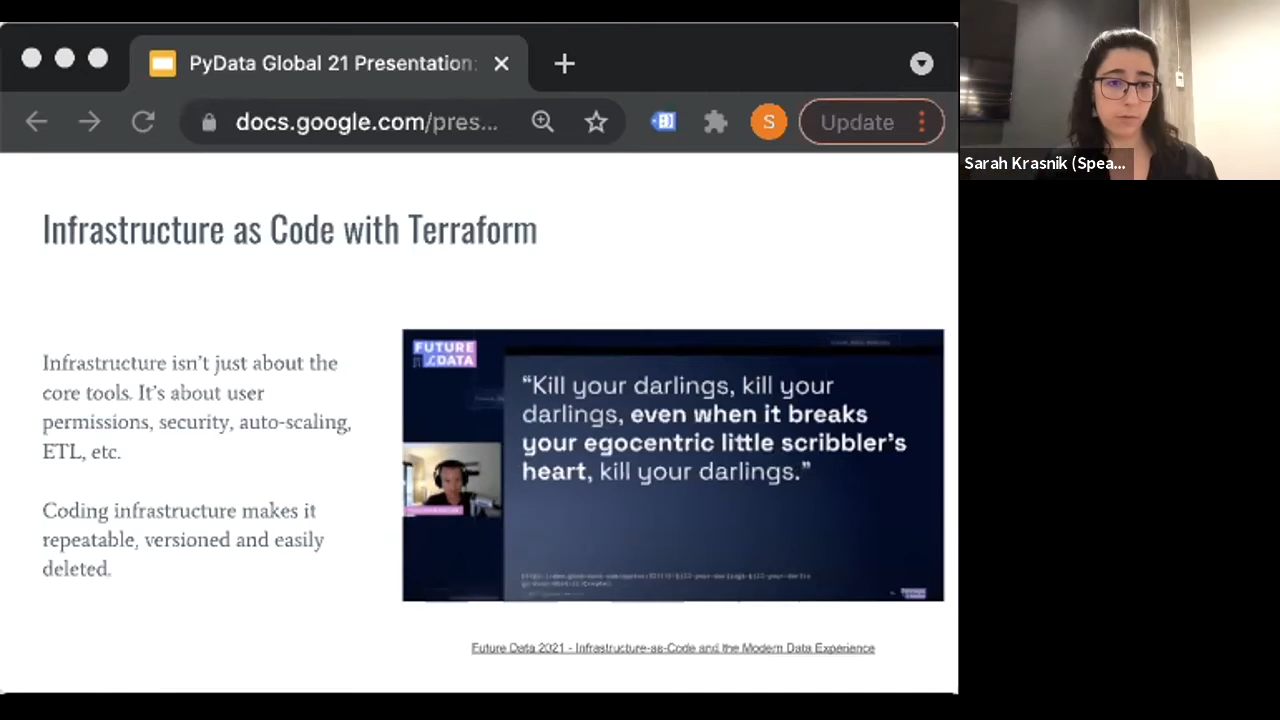 PyData Global 21 Presentation:
docs.google.com/pres...
S
Update
Sarah Krasnik (Spea...
Infrastructure as Code with Terraform
Infrastructure isn't just about the
core tools. It's about user
permissions, security, auto-scaling,
ETL, etc.
Coding infrastructure makes it
repeatable, versioned and easily
deleted.
FUTURE
DATA
“Kill your darlings, kill your
darlings, even when it breaks
your egocentric little scribbler’s
heart, kill your darlings.”
Future Data 2021 - Infrastructure-as-Code and the Modern Data Experience